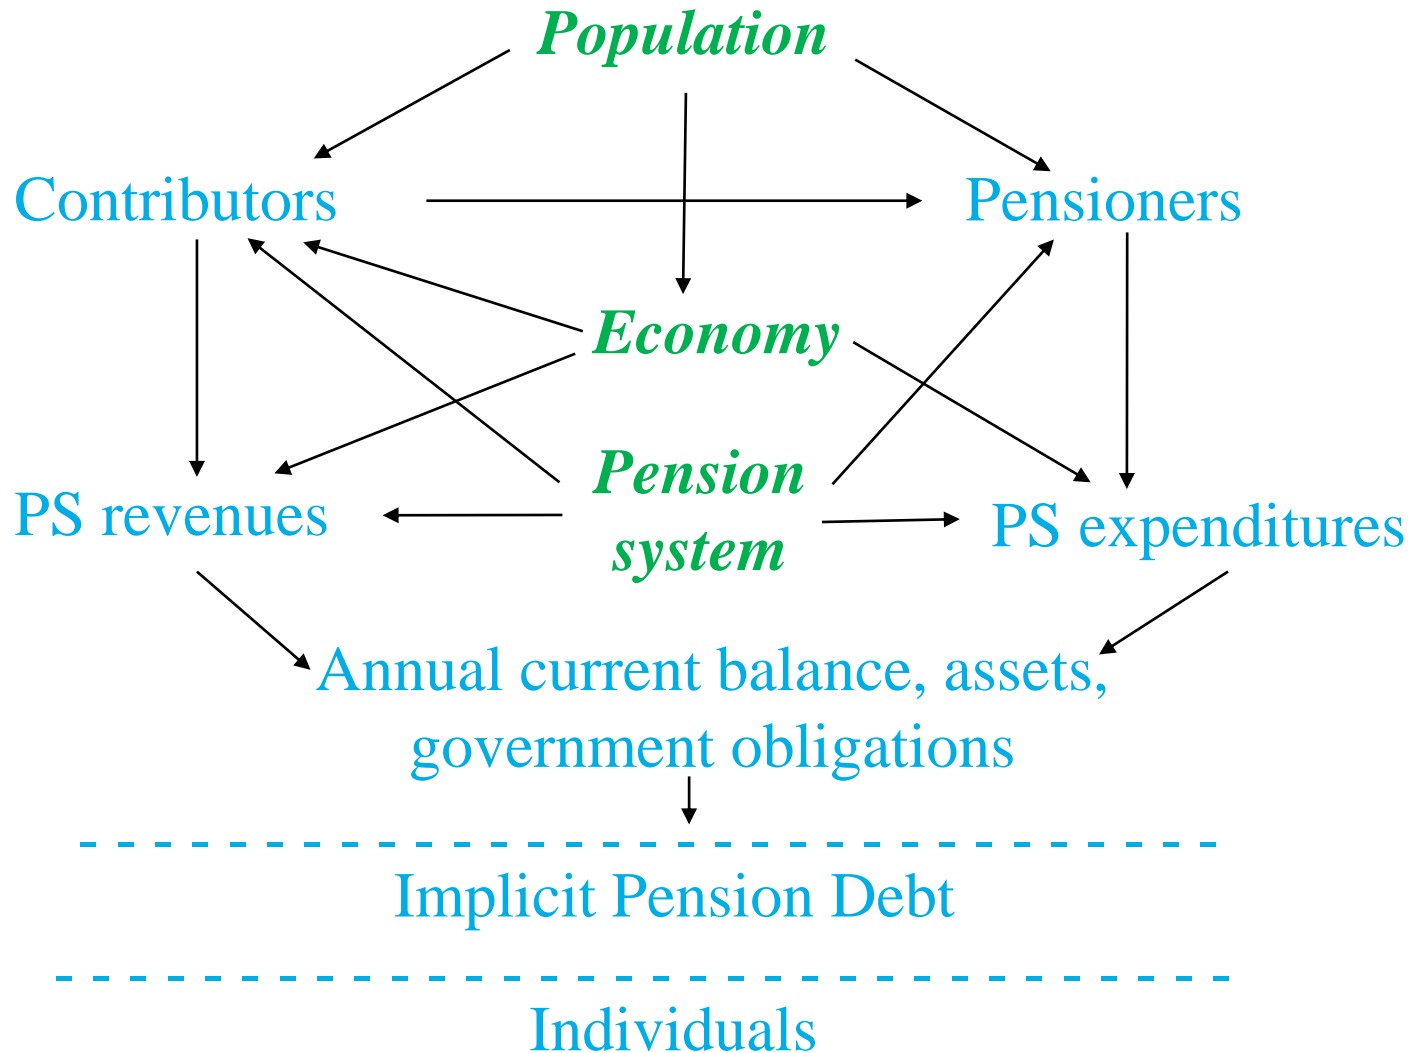 Population
Contributors
Pensioners
Economy
Pension
system
PS revenues
PS expenditures
Annual current balance, assets,
government obligations
Implicit Pension Debt
Individuals